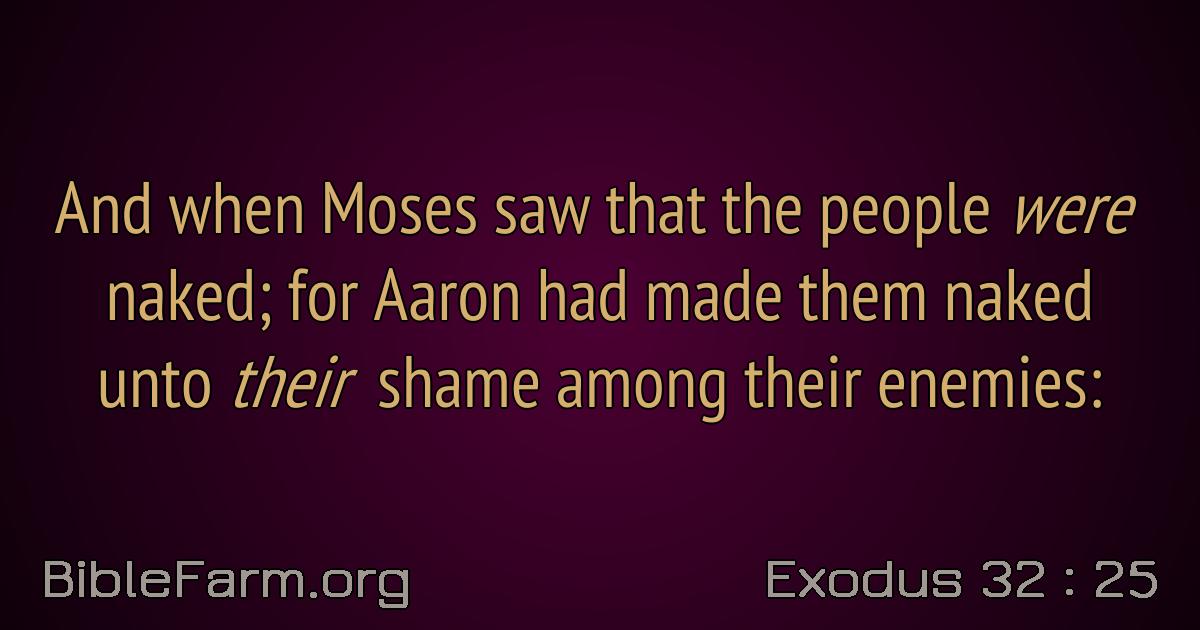 And when Moses saw that the people were
naked; for Aaron had made them naked
unto their shame among their enemies:
BibleFarm.org
Exodus 32 : 25